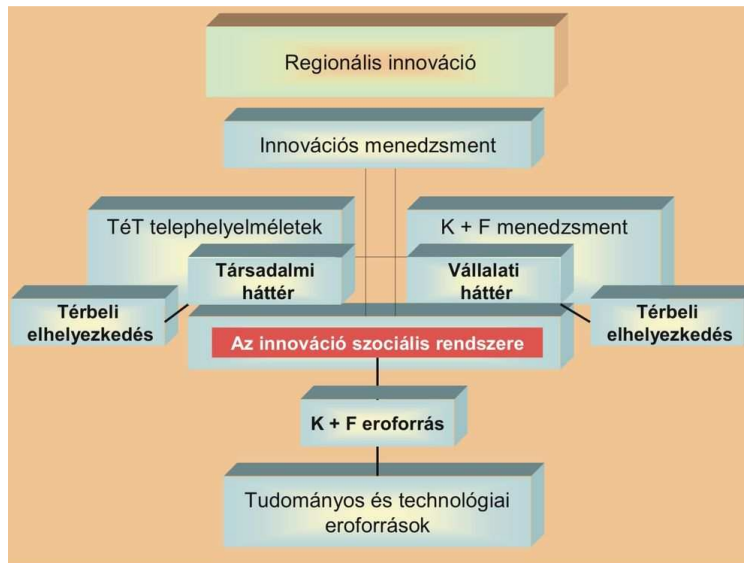 Regionális innováció
Innovációs menedzsment
TéT telephelyelméletek
K + F menedzsment
Társadalmi
háttér
Vállalati
háttér
Térbeli
elhelyezkedés
Térbeli
elhelyezkedés
Az innováció szociális rendszere
K + F eroforrás
Tudományos és technológiai
eroforrások